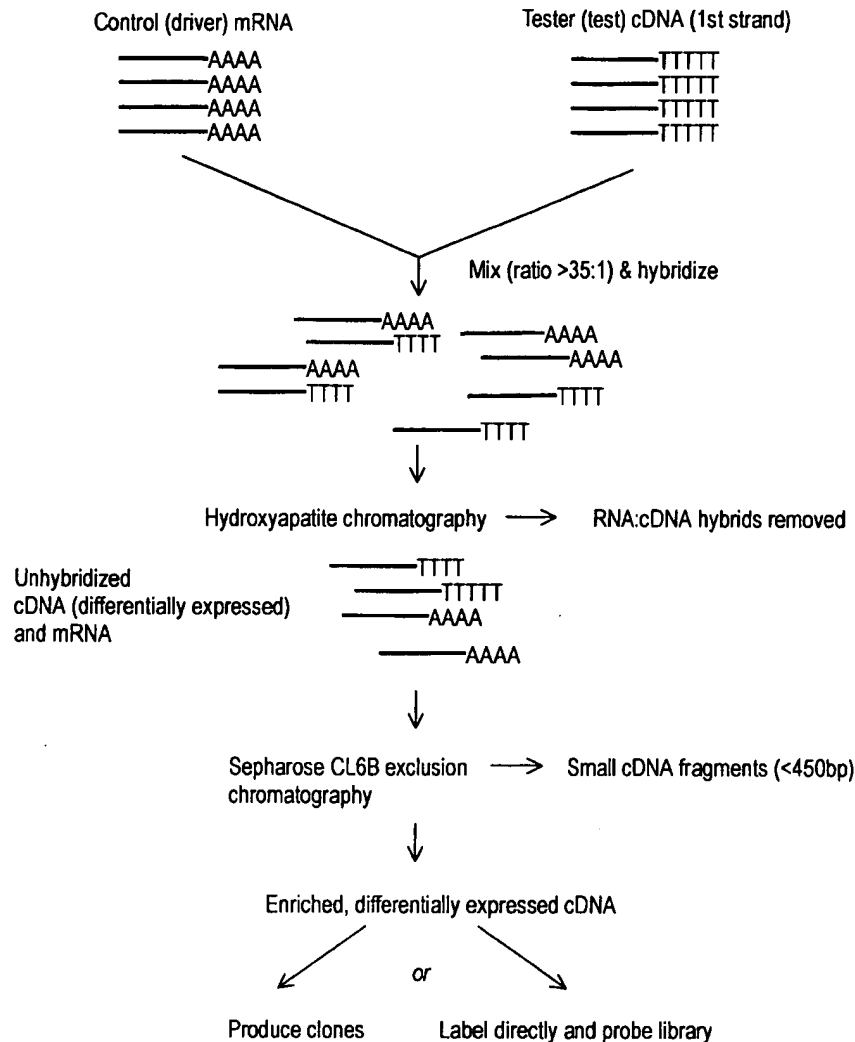 Control (driver) mRNA
Tester (test) cDNA (1st strand)
AAAA
TTTTT
AAAA
TTTTT
AAAA
TTTTT
AAAA
TTTTT
Mix (ratio >35:1) & hybridize
AAAA
AAAA
TTTT
AAAA
AAAA
TTTT
TTTT
TTTT
Hydroxyapatite chromatography
RNA:cDNA hybrids removed
Unhybridized
cDNA (differentially expressed)
and mRNA
TTTT
TTTTT
AAAA
AAAA
Sepharose CL6B exclusion
chromatography
Small cDNA fragments (<450bp)
Enriched, differentially expressed cDNA
or
Produce clones
Label directly and probe library